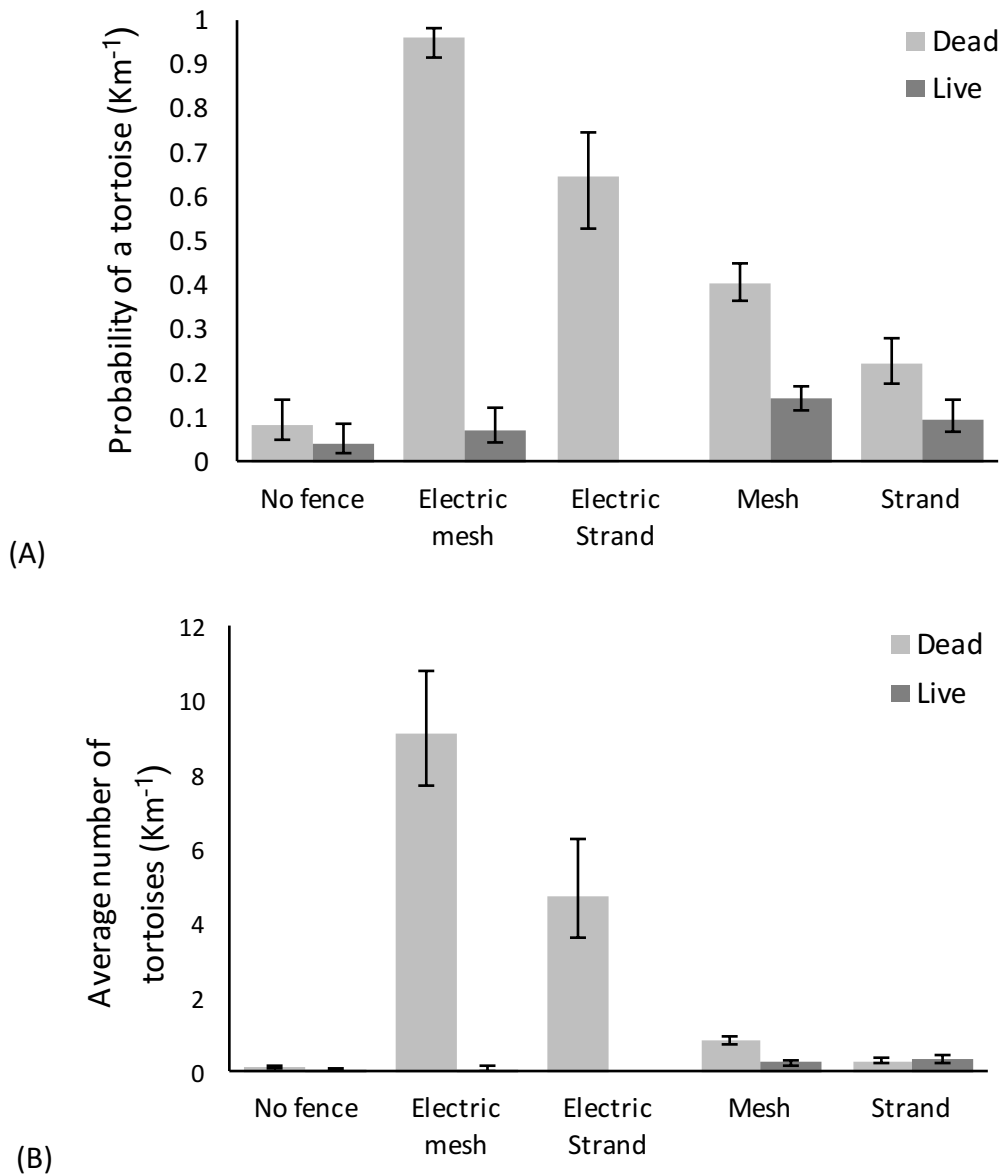 Probability of a tortoise (Km-1)
1
0.9
0.8
0.7
0.6
0.5
0.4
0.3
0.2
0.1
0
Dead
Live
No fence
Electric
mesh
Electric
Strand
Mesh
Strand
(A)
Average number of
tortoises (Km-1)
12
10
8
6
4
2
0
Dead
Live
No fence
Electric
mesh
Electric
Strand
Mesh
Strand
(B)